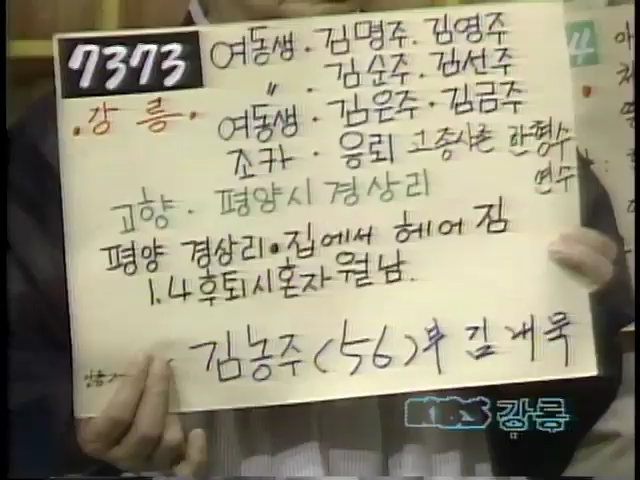 7373
여동생 · 김명주. 김영주
〃 · 김순주. 김선주
· 강릉 ·
여동생 · 김은주 · 김금주
조카 · 웅뢰 고종사촌 한형수
연수
고향 · 평양시 경상리
평양 경상리 · 집에서 헤어짐
1.4 후퇴시 혼자 월남.
김농주 (56) 부 김대욱
KBS 강릉
4